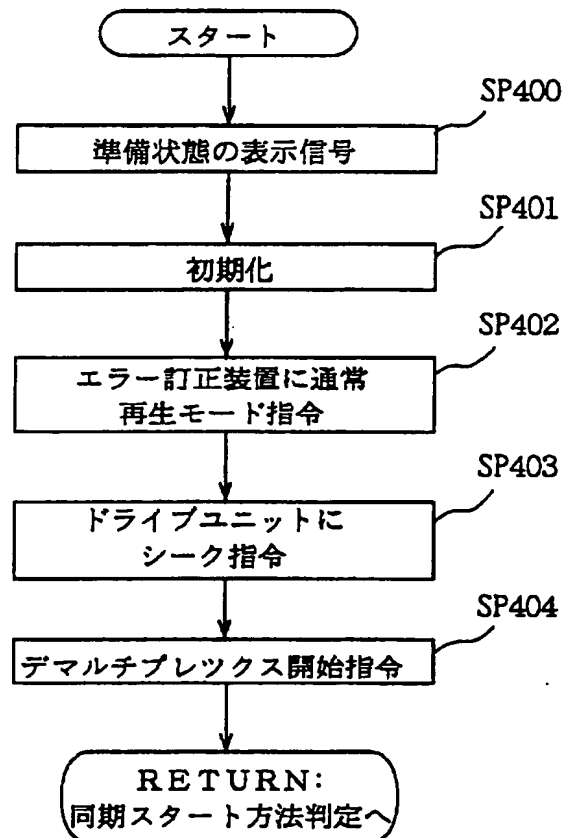 スタート
SP400
準備状態の表示信号
SP401
初期化
SP402
エラー訂正装置に通常
再生モード指令
SP403
ドライブユニットに
シーク指令
SP404
デマルチプレックス開始指令
RETURN:
同期スタート方法判定へ